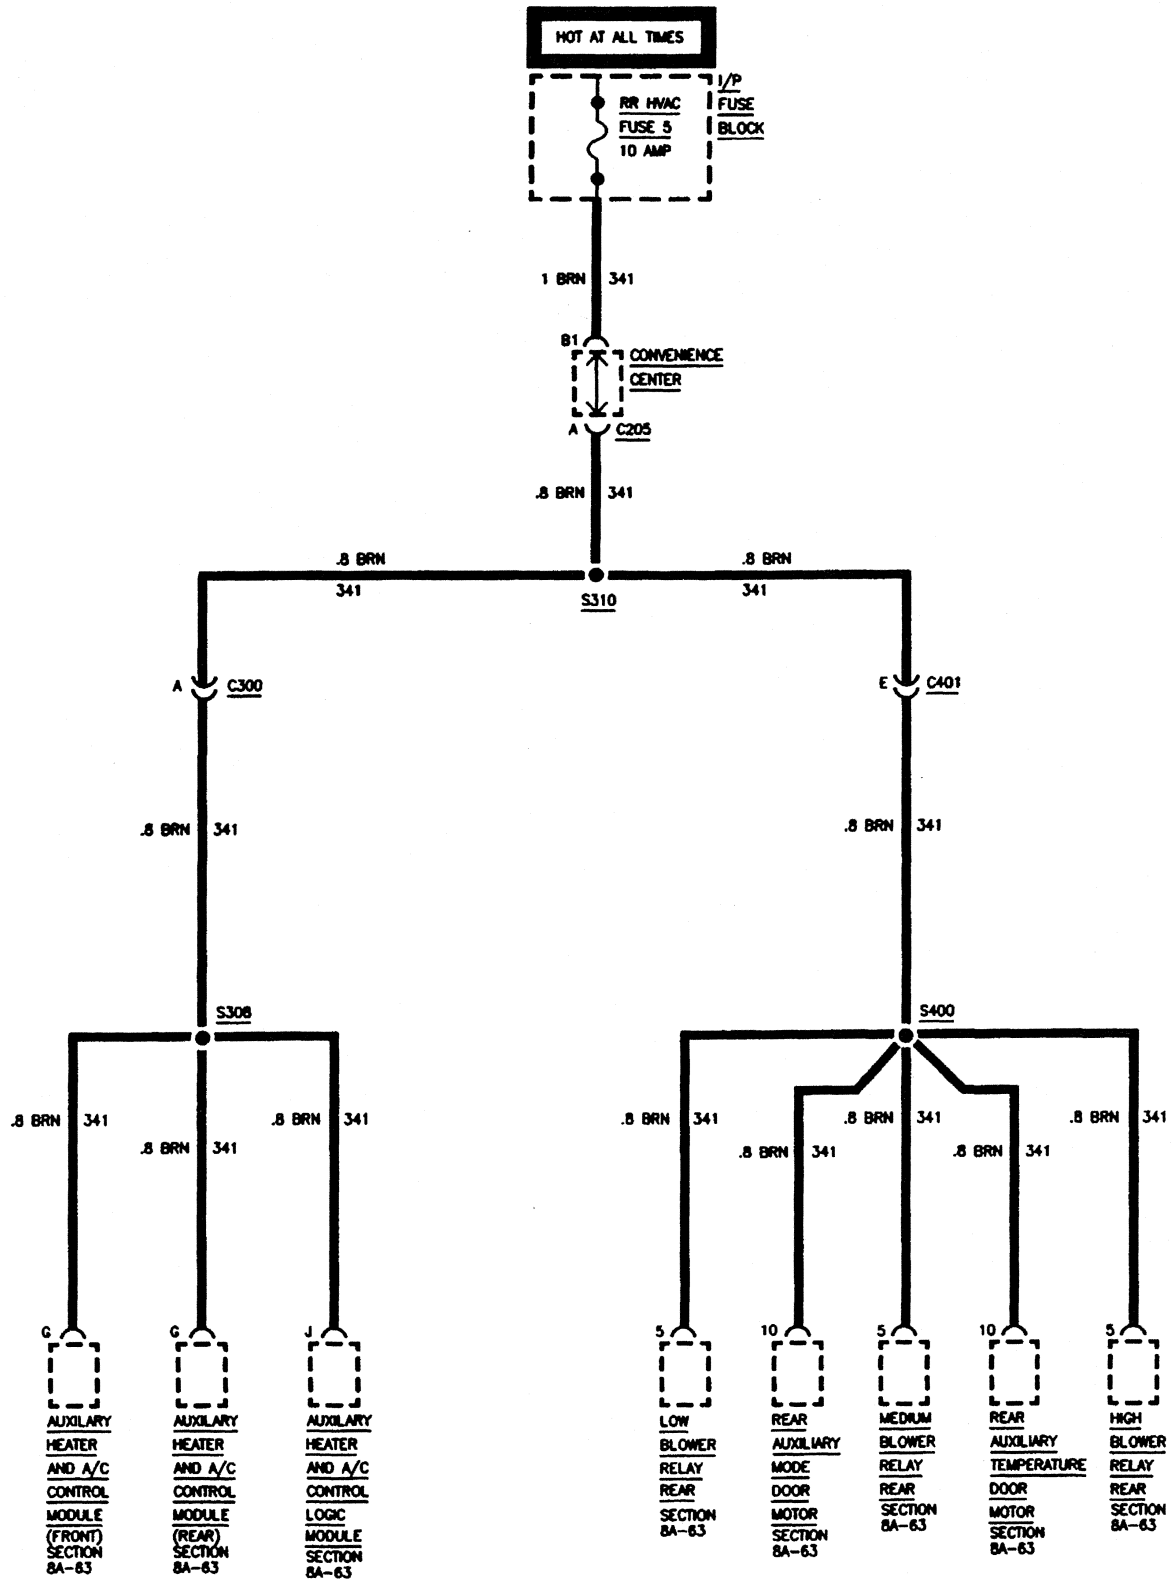 HOT AT ALL TIMES
RR HVAC
FUSE 5
10 AMP
I/P
FUSE
BLOCK
1 BRN 341
B1
CONVENIENCE
CENTER
A C205
.8 BRN 341
.8 BRN
341
.8 BRN
341
S310
A C300
E C401
.8 BRN 341
.8 BRN 341
S308
S400
.8 BRN 341
.8 BRN 341
.8 BRN 341
.8 BRN 341
.8 BRN 341
.8 BRN 341
.8 BRN 341
.8 BRN 341
G
G
J
5
10
5
10
5
AUXILARY
HEATER
AND A/C
CONTROL
MODULE
(FRONT)
SECTION
8A-63
AUXILARY
HEATER
AND A/C
CONTROL
MODULE
(REAR)
SECTION
8A-63
AUXILARY
HEATER
AND A/C
CONTROL
LOGIC
MODULE
SECTION
8A-63
LOW
BLOWER
RELAY
REAR
SECTION
8A-63
REAR
AUXILIARY
MODE
DOOR
MOTOR
SECTION
8A-63
MEDIUM
BLOWER
RELAY
REAR
SECTION
8A-63
REAR
AUXILIARY
TEMPERATURE
DOOR
MOTOR
SECTION
8A-63
HIGH
BLOWER
RELAY
REAR
SECTION
8A-63